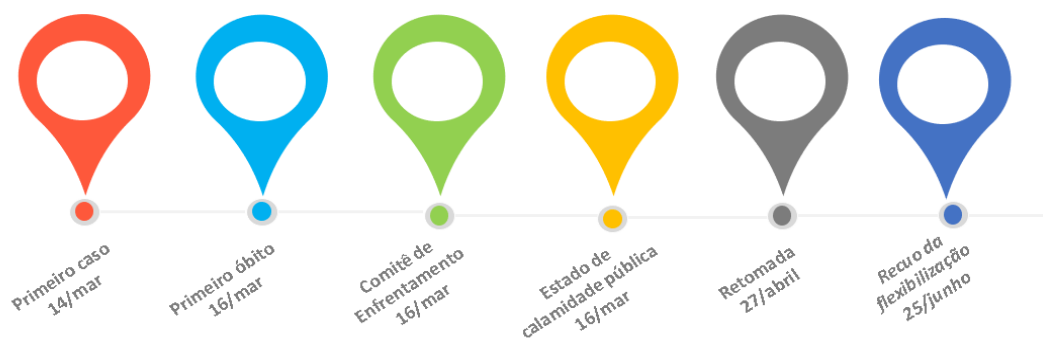 Primeiro caso
14/mar
Primeiro óbito
16/mar
Comitê de
Enfrentamento
16/mar
Estado de
calamidade pública
16/mar
Retomada
27/abril
Recuo da
flexibilização
25/junho